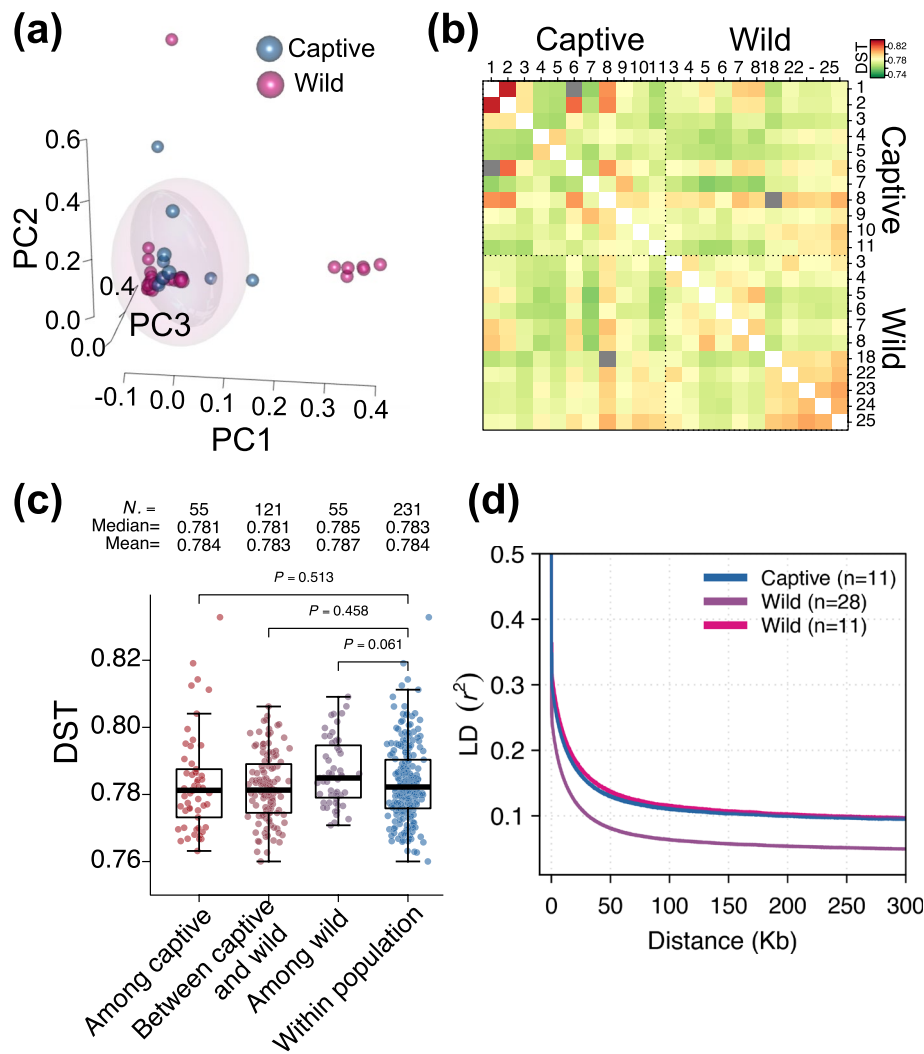 (a)
Captive
Wild
0.6
0.4
0.2
0.0
PC2
0.4
PC3
0.0
-0.1 0.0 0.1 0.2 0.3 0.4
PC1
(b)
Captive Wild
DST
0.82
0.78
0.74
1 2 3 4 5 6 7 8 9 10 11 3 4 5 6 7 8 18 22 - 25
1
2
3
4
5
6
7
8
9
10
11
3
4
5
6
7
8
18
22
23
24
25
Captive
Wild
(c)
N. = 55 121 55 231
Median= 0.781 0.781 0.785 0.783
Mean= 0.784 0.783 0.787 0.784
P = 0.513
P = 0.458
P = 0.061
0.82
0.80
0.78
0.76
DST
Among captive
Between captive
and wild
Among wild
Within population
(d)
0.5
0.4
0.3
0.2
0.1
LD (r²)
Captive (n=11)
Wild (n=28)
Wild (n=11)
0 50 100 150 200 250 300
Distance (Kb)